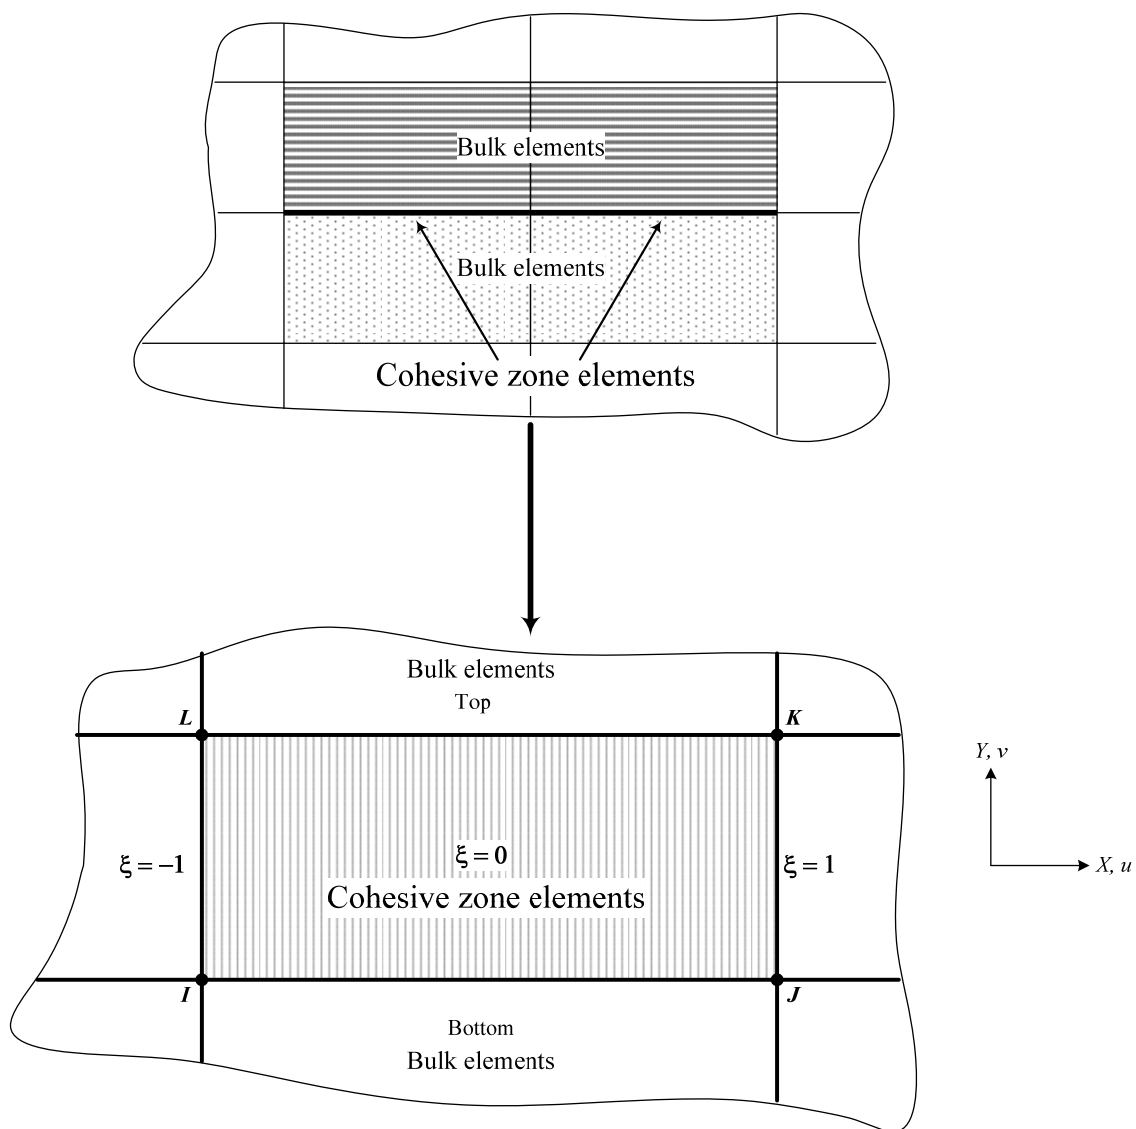 Bulk elements
Bulk elements
Cohesive zone elements
Bulk elements
Top
L
K
Y, v
ξ = −1
ξ = 0
ξ = 1
X, u
Cohesive zone elements
I
J
Bottom
Bulk elements